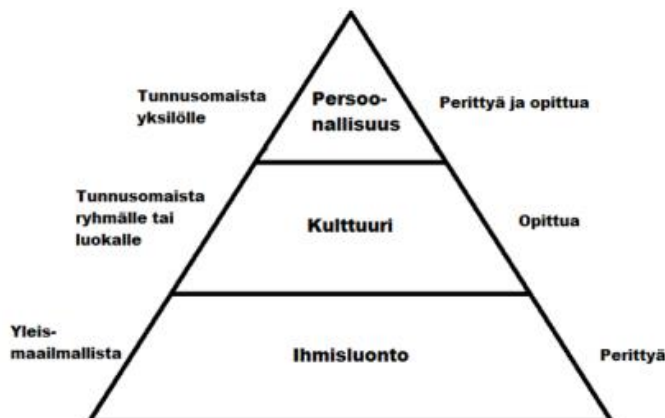 Tunnusomaista
yksilölle
Persoo-
nallisuus
Perittyä ja opittua
Tunnusomaista
ryhmälle tai
luokalle
Kulttuuri
Opittua
Yleis-
maailmallista
Ihmisluonto
Perittyä